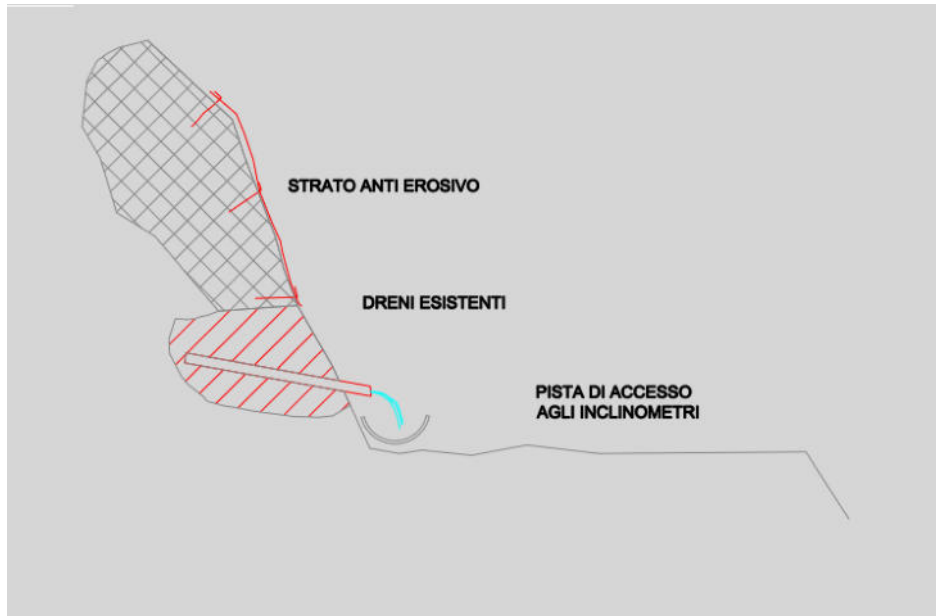 STRATO ANTI EROSIVO
DRENI ESISTENTI
PISTA DI ACCESSO
AGLI INCLINOMETRI